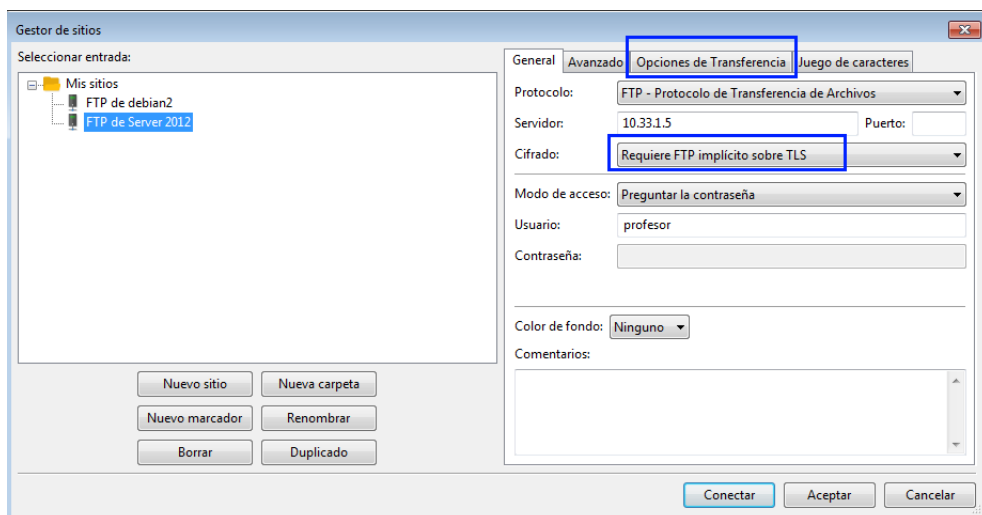 Gestor de sitios
Seleccionar entrada:
Mis sitios
FTP de debian2
FTP de Server 2012
Nuevo sitio
Nueva carpeta
Nuevo marcador
Renombrar
Borrar
Duplicado
General Avanzado Opciones de Transferencia Juego de caracteres
Protocolo: FTP - Protocolo de Transferencia de Archivos
Servidor: 10.33.1.5 Puerto:
Cifrado: Requiere FTP implícito sobre TLS
Modo de acceso: Preguntar la contraseña
Usuario: profesor
Contraseña:
Color de fondo: Ninguno
Comentarios:
Conectar Aceptar Cancelar